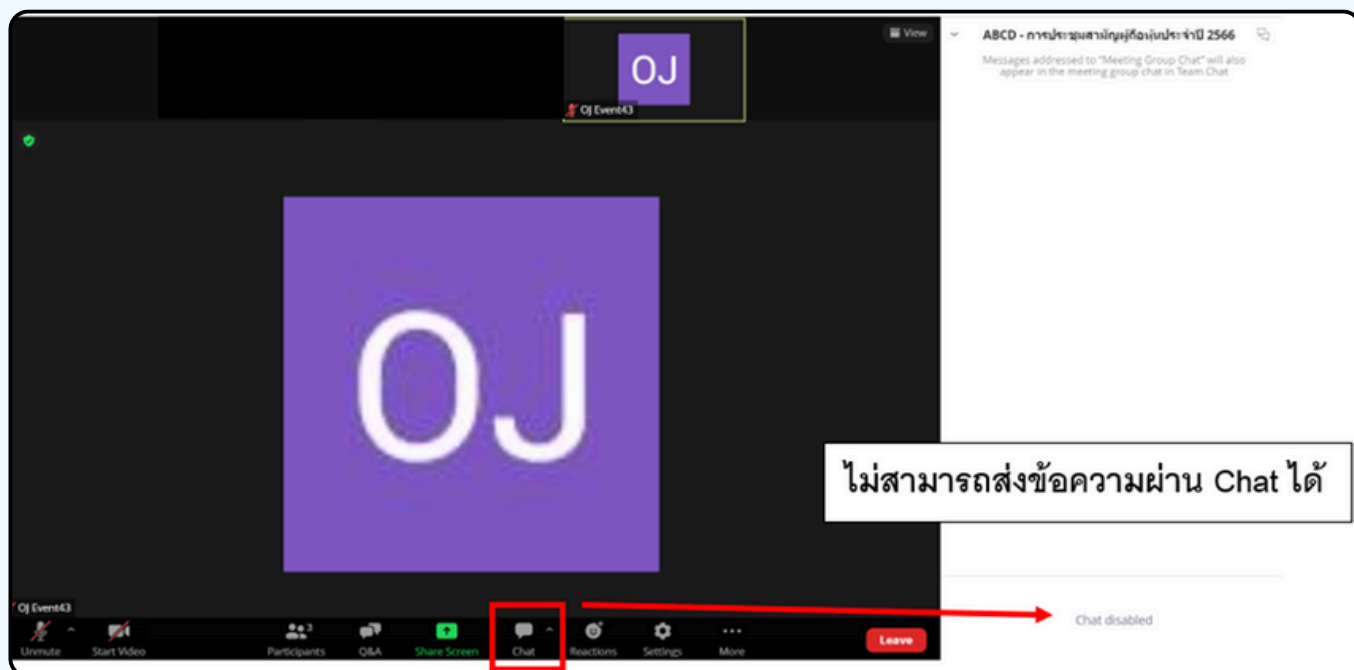 View
ABCD - การประชุมสามัญผู้ถือหุ้นประจำปี 2566
Messages addressed to "Meeting Group Chat" will also
appear in the meeting group chat in Team Chat
OJ
OJ Event43
OJ
ไม่สามารถส่งข้อความผ่าน Chat ได้
Chat disabled
OJ Event43
Unmute
Start Video
3
Participants
Q&A
Share Screen
Chat
Reactions
Settings
More
Leave